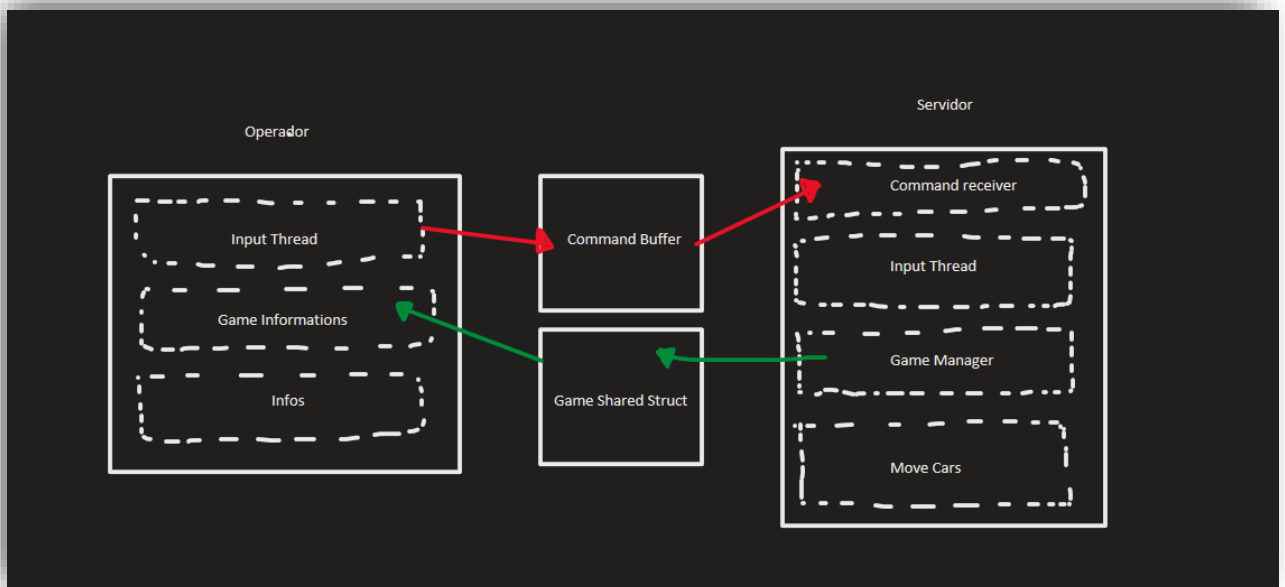 Operador
Input Thread
Game Informations
Infos
Command Buffer
Game Shared Struct
Servidor
Command receiver
Input Thread
Game Manager
Move Cars